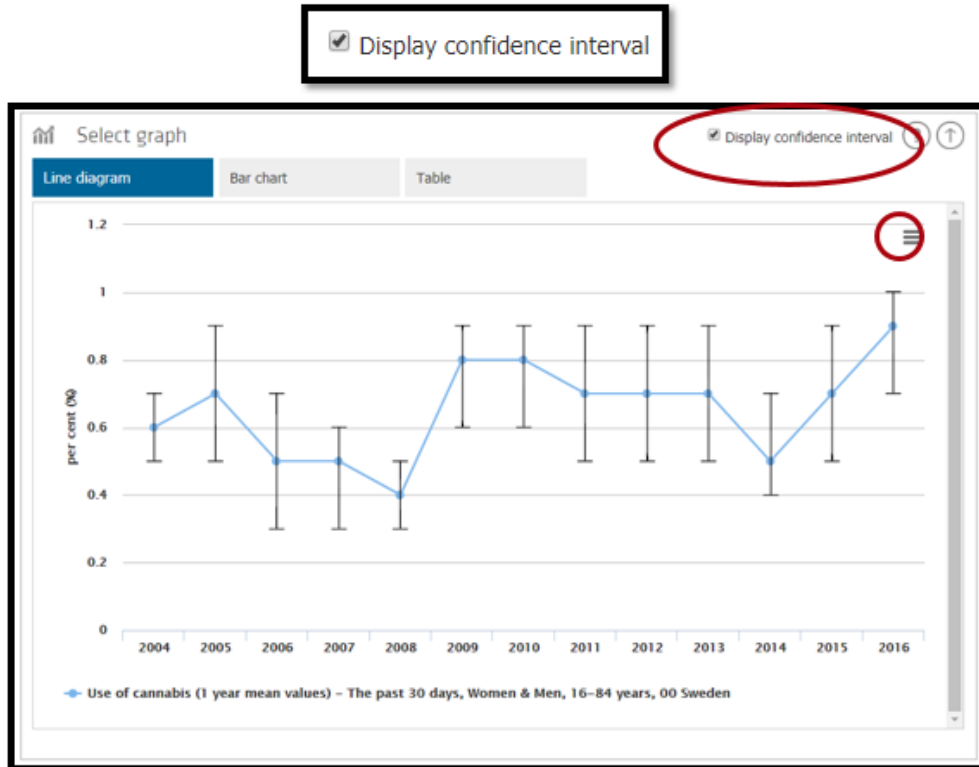 Display confidence interval
Select graph
Display confidence interval
Line diagram
Bar chart
Table
1.2
1
0.8
0.6
0.4
0.2
0
per cent (%)
2004 2005 2006 2007 2008 2009 2010 2011 2012 2013 2014 2015 2016
Use of cannabis (1 year mean values) – The past 30 days, Women & Men, 16–84 years, 00 Sweden